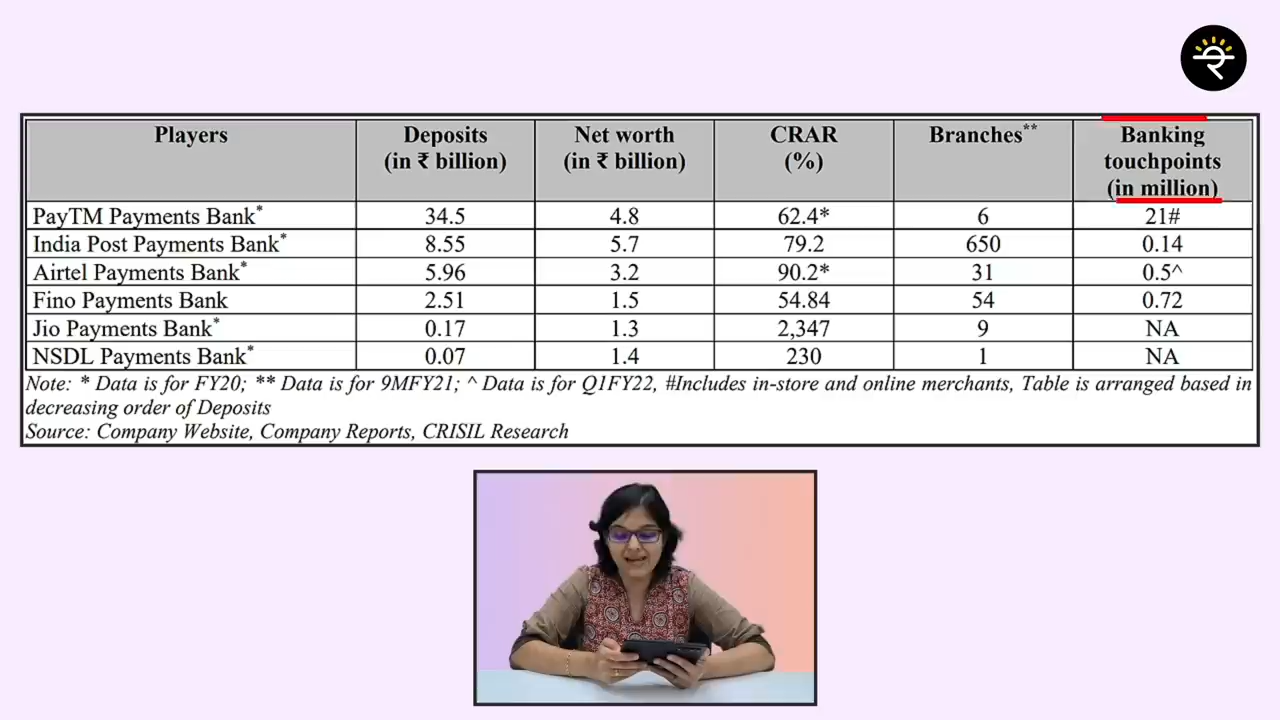 Players Deposits (in ₹ billion) Net worth (in ₹ billion) CRAR (%) Branches** Banking touchpoints (in million)
PayTM Payments Bank* 34.5 4.8 62.4* 6 21#
India Post Payments Bank* 8.55 5.7 79.2 650 0.14
Airtel Payments Bank* 5.96 3.2 90.2* 31 0.5^
Fino Payments Bank 2.51 1.5 54.84 54 0.72
Jio Payments Bank* 0.17 1.3 2,347 9 NA
NSDL Payments Bank* 0.07 1.4 230 1 NA
Note: * Data is for FY20; ** Data is for 9MFY21; ^ Data is for Q1FY22, #Includes in-store and online merchants, Table is arranged based in
decreasing order of Deposits
Source: Company Website, Company Reports, CRISIL Research